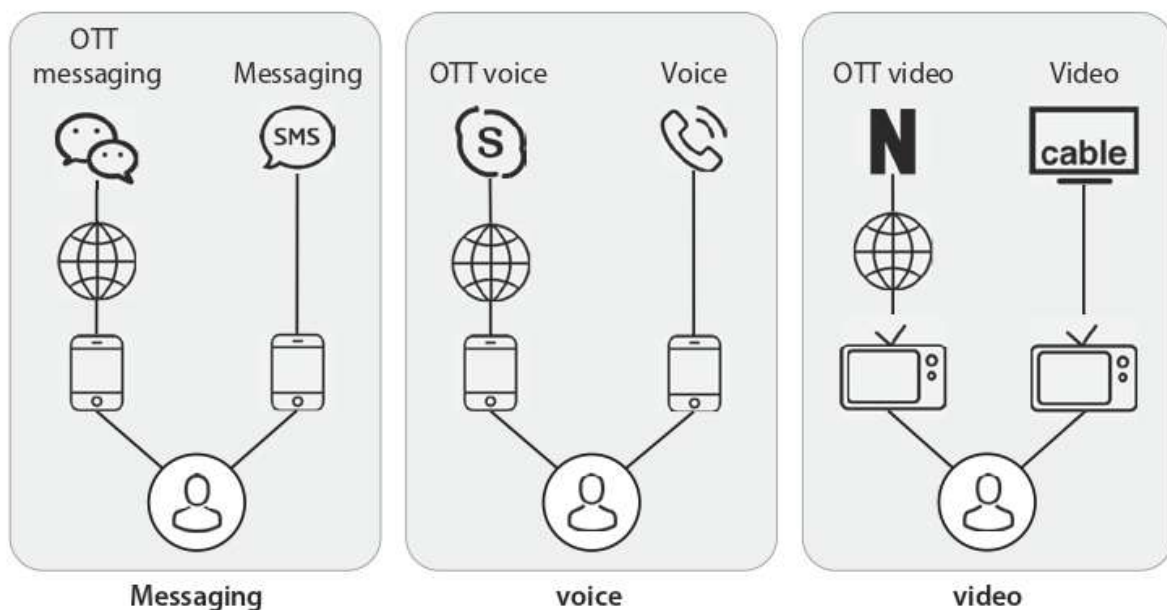 OTT
messaging
Messaging
SMS
OTT voice
Voice
S
OTT video
Video
N
cable
Messaging
voice
video